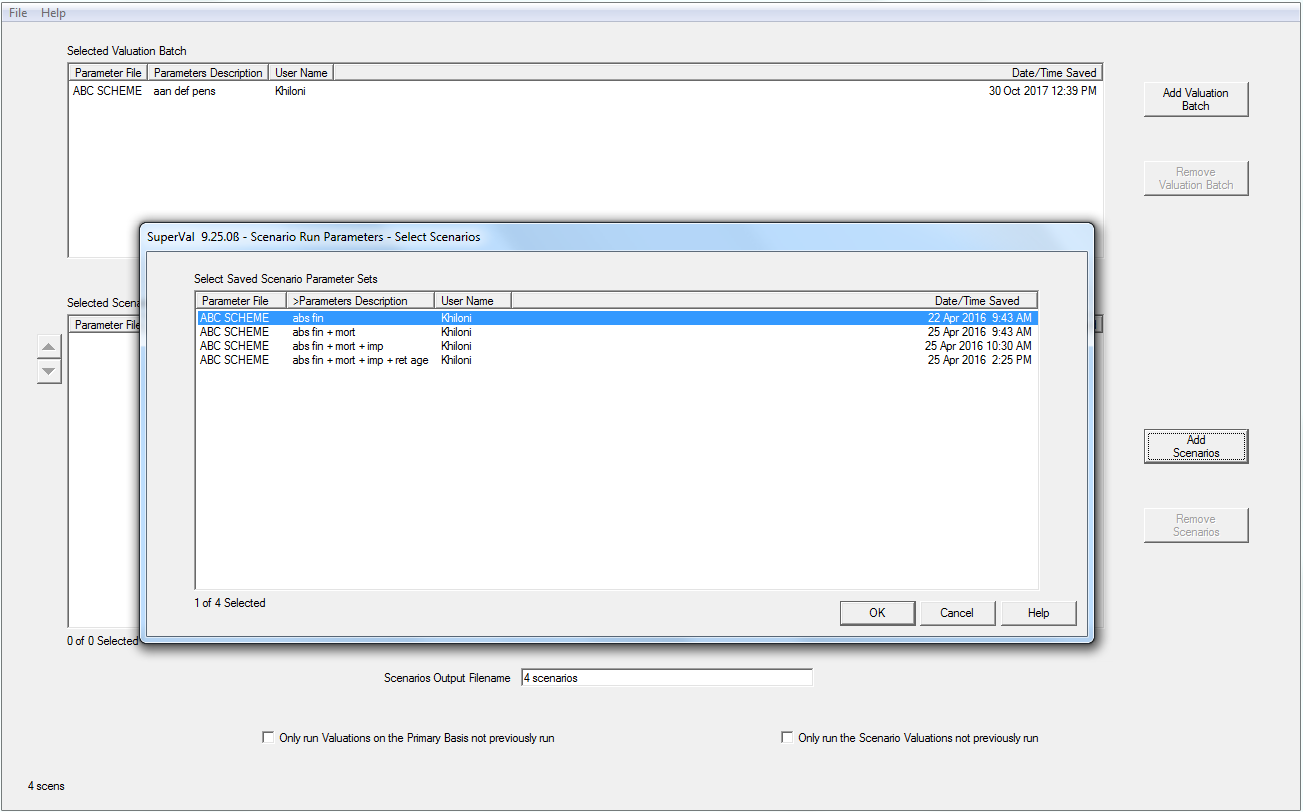 File Help
Selected Valuation Batch
Parameter File Parameters Description User Name Date/Time Saved
ABC SCHEME aan def pens Khiloni 30 Oct 2017 12:39 PM
Add Valuation
Batch
Remove
Valuation Batch
SuperVal 9.25.0ß - Scenario Run Parameters - Select Scenarios
Select Saved Scenario Parameter Sets
Parameter File >Parameters Description User Name Date/Time Saved
ABC SCHEME abs fin Khiloni 22 Apr 2016 9:43 AM
ABC SCHEME abs fin + mort Khiloni 25 Apr 2016 9:43 AM
ABC SCHEME abs fin + mort + imp Khiloni 25 Apr 2016 10:30 AM
ABC SCHEME abs fin + mort + imp + ret age Khiloni 25 Apr 2016 2:25 PM
1 of 4 Selected
OK Cancel Help
Selected Scena
Parameter File
Add
Scenarios
Remove
Scenarios
0 of 0 Selected
Scenarios Output Filename 4 scenarios
Only run Valuations on the Primary Basis not previously run
Only run the Scenario Valuations not previously run
4 scens